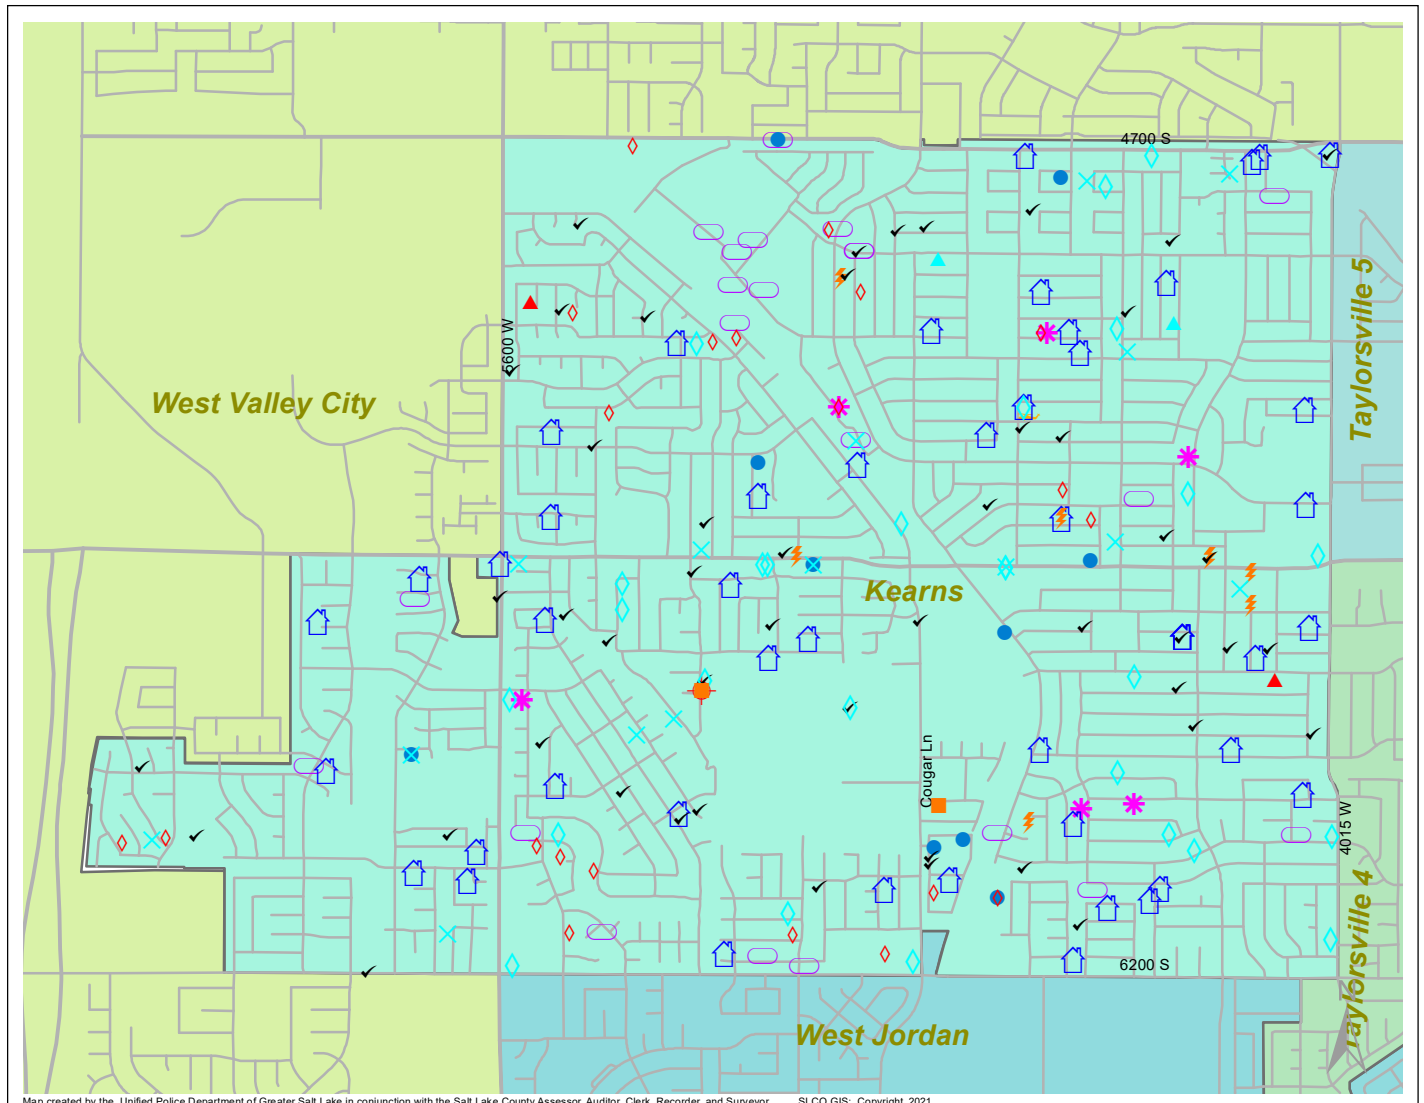 4700 S
Taylorsville 5
5600 W
West Valley City
Kearns
Cougar Ln
4015 W
Taylorsville 4
6200 S
West Jordan
Map created by the Unified Police Department of Greater Salt Lake in conjunction with the Salt Lake County Assessor, Auditor, Clerk, Recorder, and Surveyor. SLCO GIS: Copyright, 2021